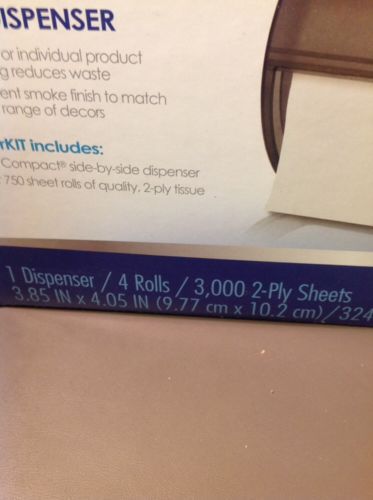 ISPENSER
or individual product
g reduces waste
ent smoke finish to match
range of decors
rKIT includes:
Compact® side-by-side dispenser
750 sheet rolls of quality, 2-ply tissue
1 Dispenser / 4 Rolls / 3,000 2-Ply Sheets
3.85 IN x 4.05 IN (9.77 cm x 10.2 cm)/324